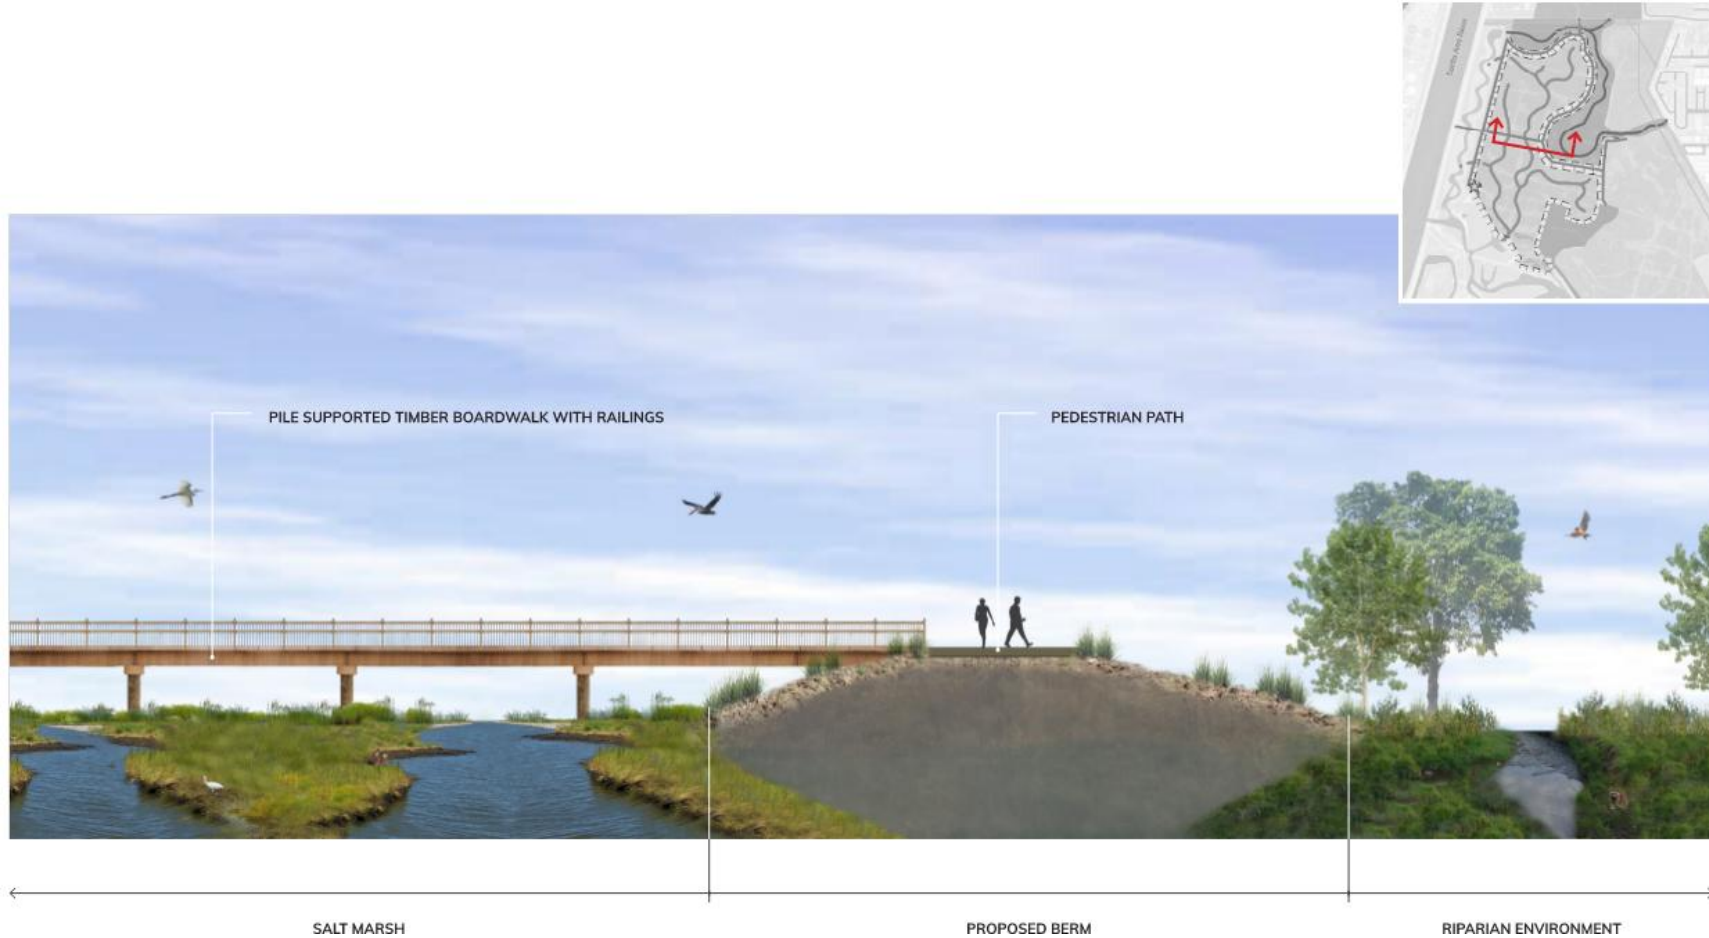 PILE SUPPORTED TIMBER BOARDWALK WITH RAILINGS
PEDESTRIAN PATH
SALT MARSH
PROPOSED BERM
RIPARIAN ENVIRONMENT